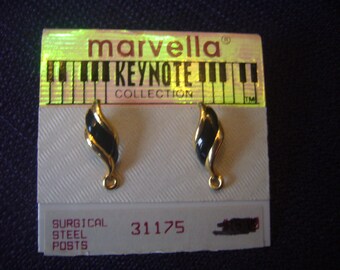 marvella®
KEYNOTE
COLLECTION
TM
SURGICAL
STEEL
POSTS
31175